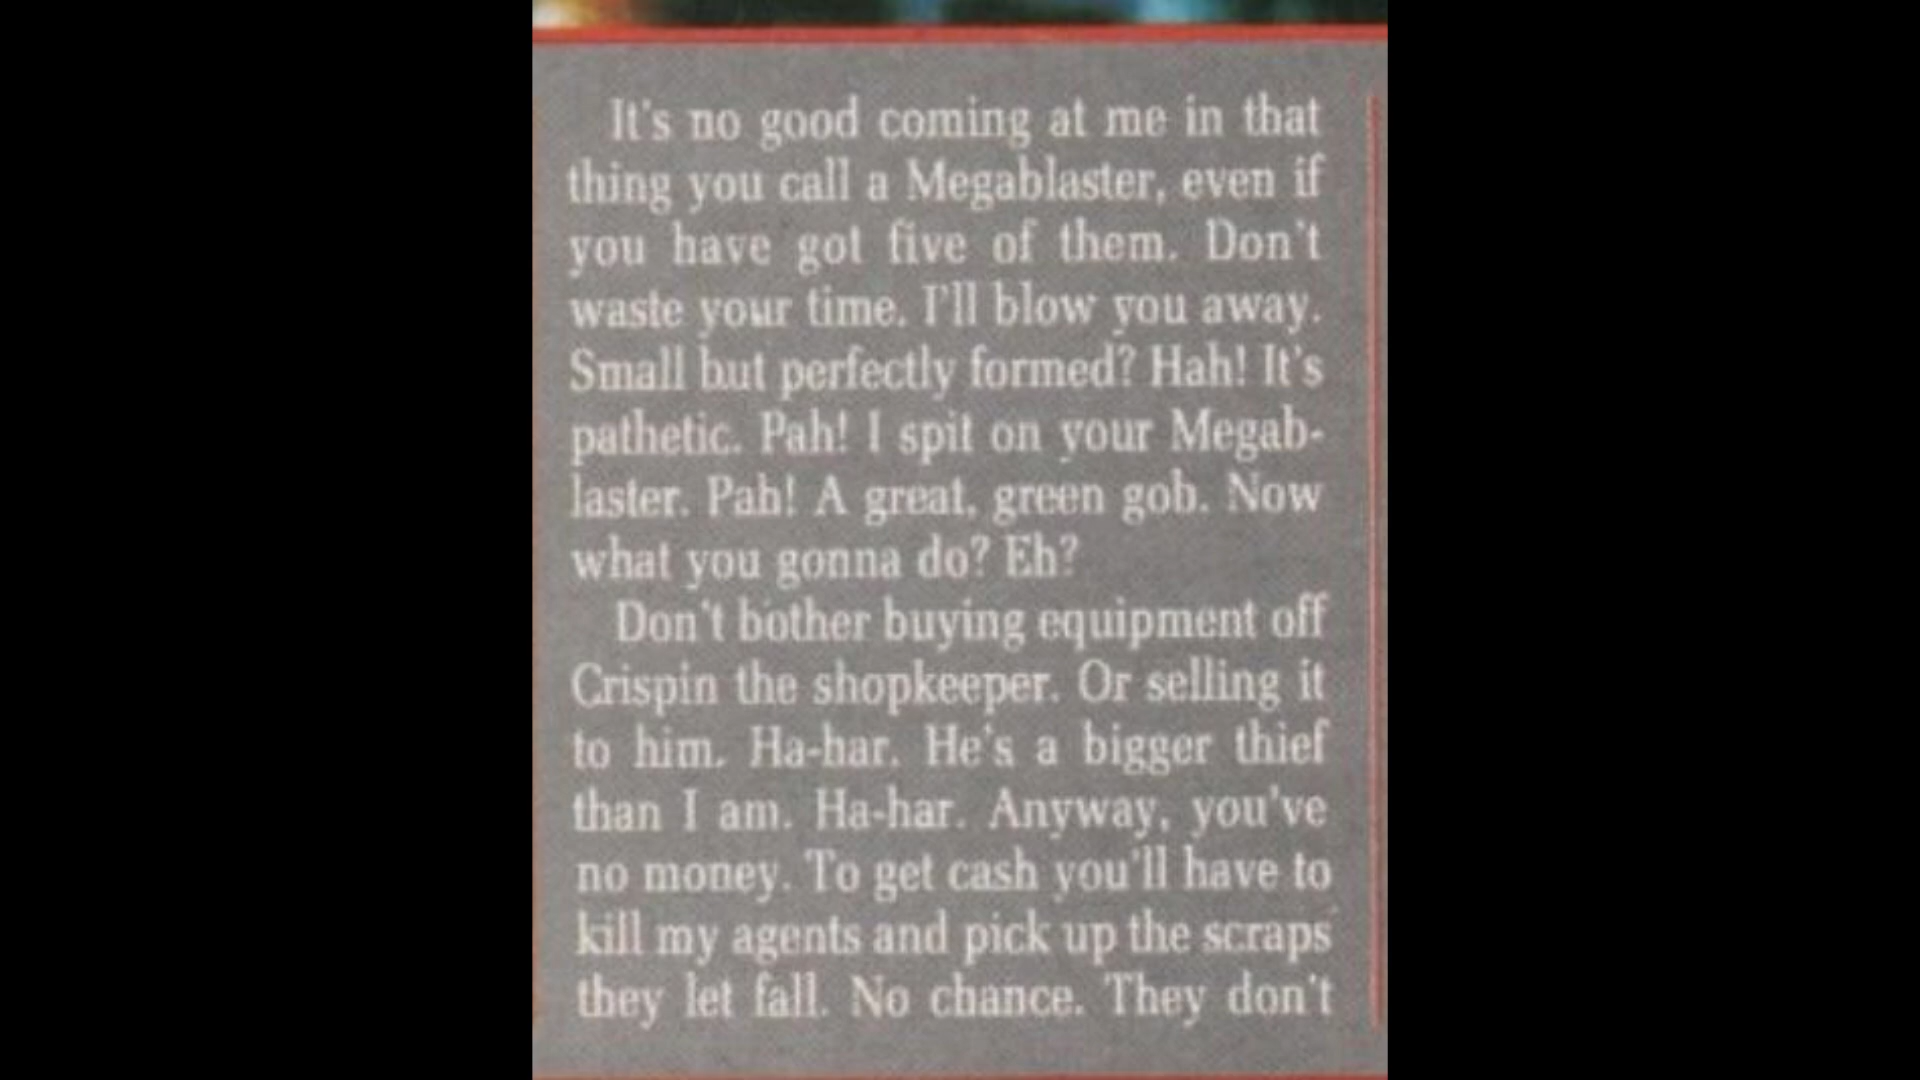 It's no good coming at me in that
thing you call a Megablaster, even if
you have got five of them. Don't
waste your time. I'll blow you away.
Small but perfectly formed? Hah! It's
pathetic. Pah! I spit on your Megab-
laster. Pah! A great, green gob. Now
what you gonna do? Eh?
Don't bother buying equipment off
Crispin the shopkeeper. Or selling it
to him. Ha-har. He's a bigger thief
than I am. Ha-har. Anyway, you've
no money. To get cash you'll have to
kill my agents and pick up the scraps
they let fall. No chance. They don't